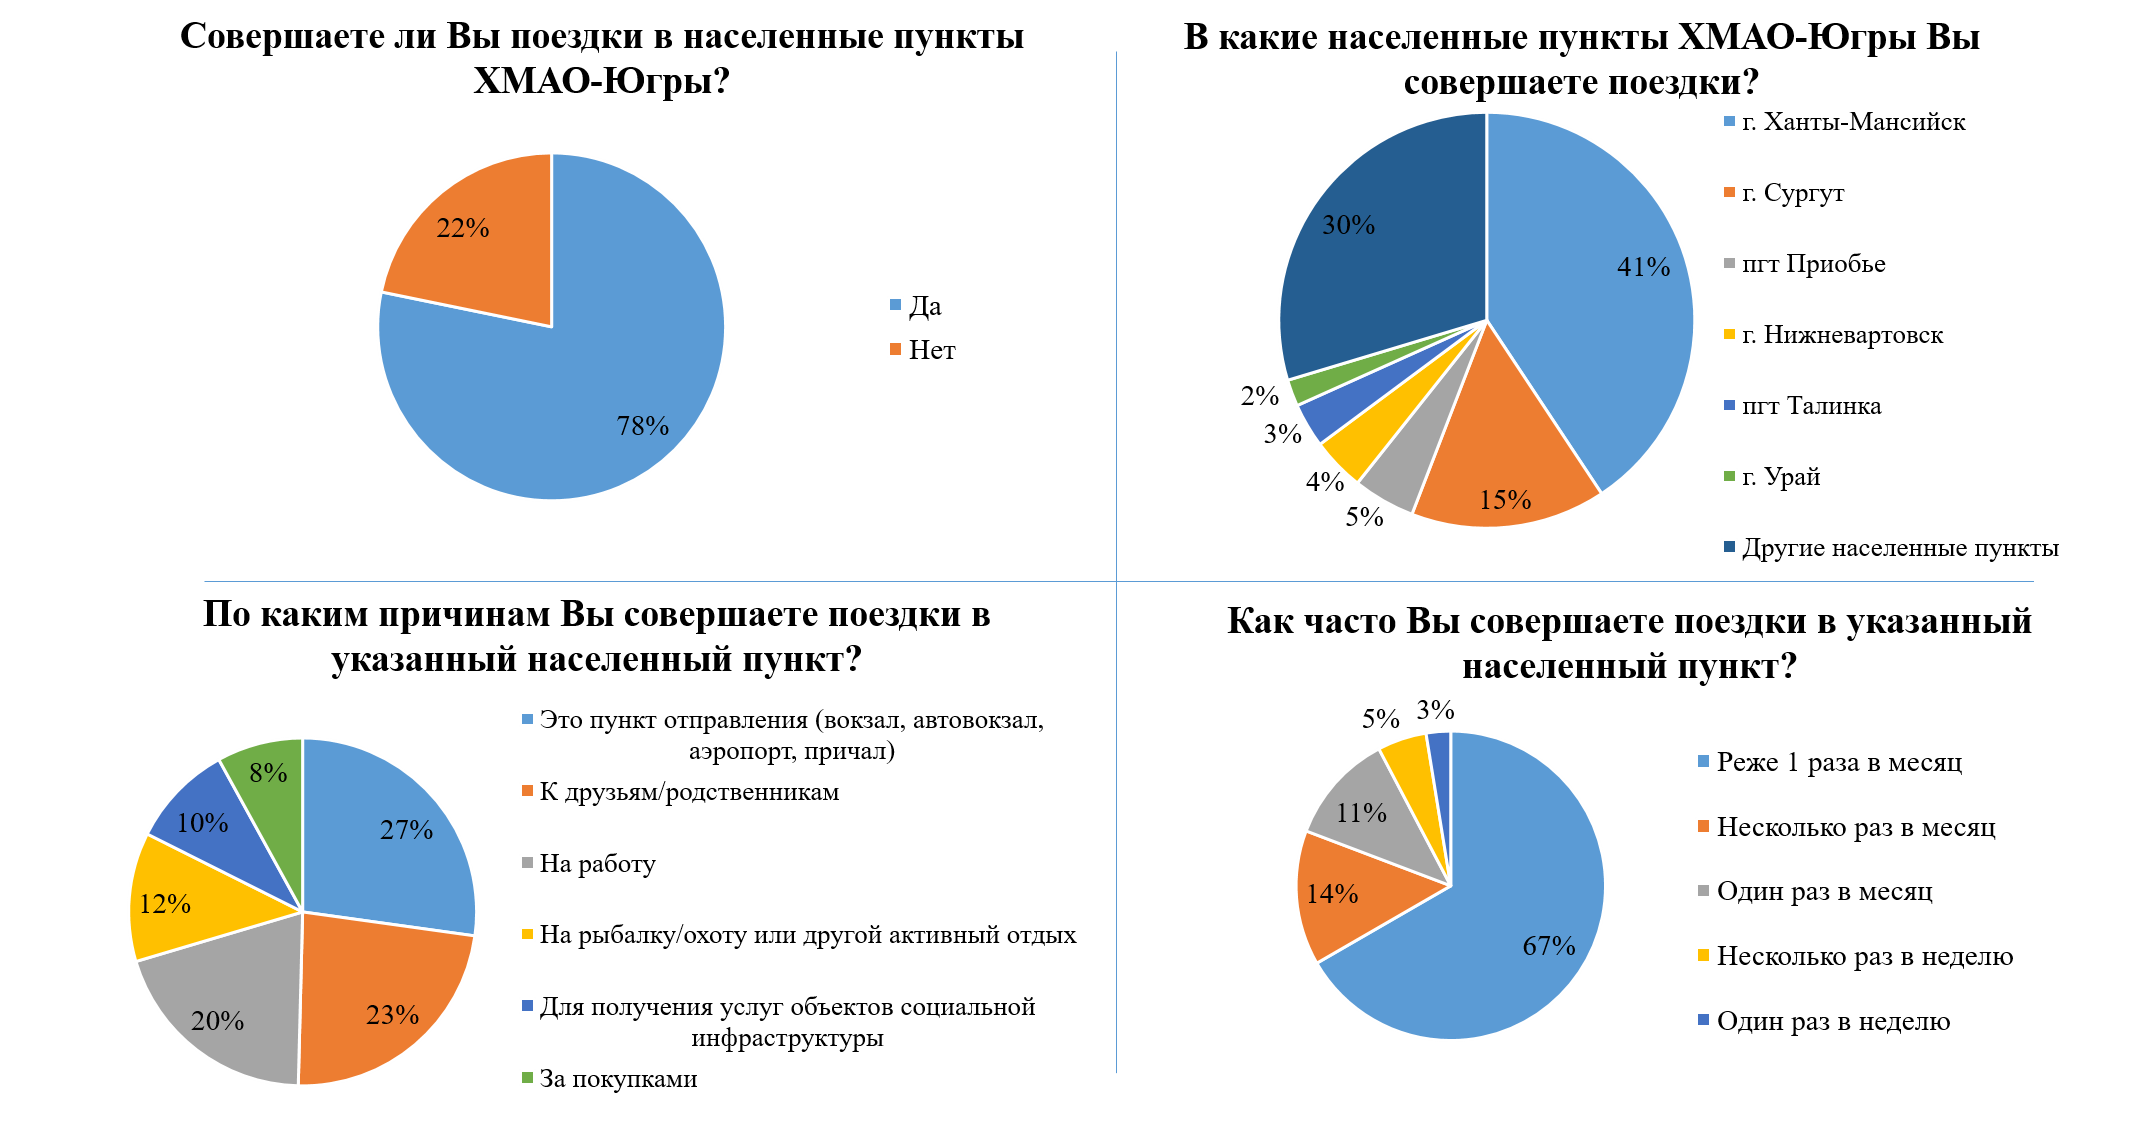 Совершаете ли Вы поездки в населенные пункты
ХМАО-Югры?
22%
78%
Да
Нет
В какие населенные пункты ХМАО-Югры Вы
совершаете поездки?
30%
41%
2%
3%
4%
5%
15%
г. Ханты-Мансийск
г. Сургут
пгт Приобье
г. Нижневартовск
пгт Талинка
г. Урай
Другие населенные пункты
По каким причинам Вы совершаете поездки в
указанный населенный пункт?
8%
10%
27%
12%
20%
23%
Это пункт отправления (вокзал, автовокзал,
аэропорт, причал)
К друзьям/родственникам
На работу
На рыбалку/охоту или другой активный отдых
Для получения услуг объектов социальной
инфраструктуры
За покупками
Как часто Вы совершаете поездки в указанный
населенный пункт?
5%
3%
11%
14%
67%
Реже 1 раза в месяц
Несколько раз в месяц
Один раз в месяц
Несколько раз в неделю
Один раз в неделю